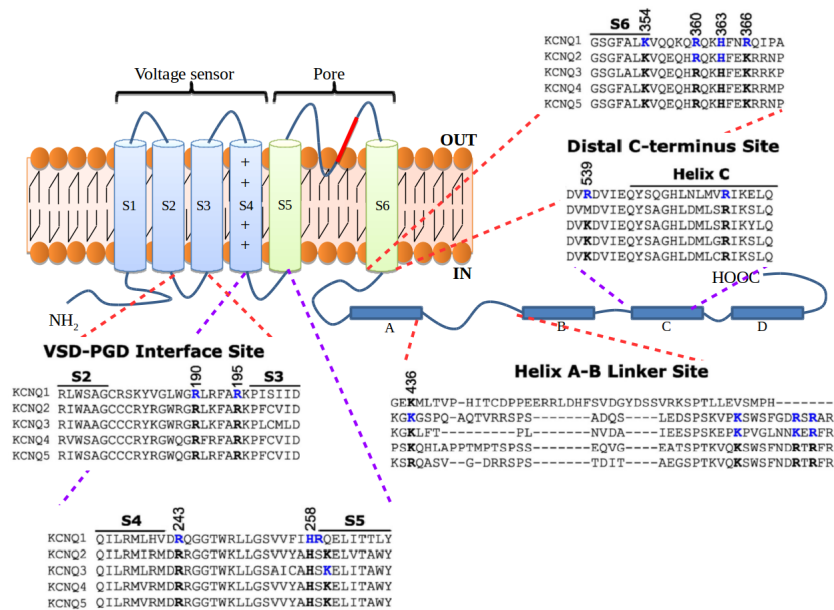 S6
354
360
363
366
KCNQ1 GSGFALKVQQKQRQKHFNRQIPA
KCNQ2 GSGFALKVQEQHRQKHFEKRRNP
KCNQ3 GSGLALKVQEQHRQKHFEKRRKP
KCNQ4 GSGFALKVQEQHRQKHFEKRRMP
KCNQ5 GSGFALKVQEQHRQKHFEKRRNP
Voltage sensor
Pore
OUT
IN
S1
S2
S3
S4
S5
S6
+
+
+
+
+
NH2
HOOC
A
B
C
D
Distal C-terminus Site
539
Helix C
DVRDVIEQYSQGHLNLMVRIKELQ
DVMDVIEQYSAGHLDMLSRIKSLQ
DVKDVIEQYSAGHLDMLSRIKYLQ
DVKDVIEQYSAGHLDMLGRIKSLQ
DVKDVIEQYSAGHLDMLCRIKSLQ
VSD-PGD Interface Site
S2
190
195
S3
KCNQ1 RLWSAGCRSKYVGLWGRLRFARKPISIID
KCNQ2 RIWAAGCCCRYRGWRGRLKFARKPFCVID
KCNQ3 RIWAAGCCCRYKGWRGRLKFARKPLCMLD
KCNQ4 RVWSAGCCCRYRGWQGRFRFARKPFCVID
KCNQ5 RIWSAGCCCRYRGWQGRLRFARKPFCVID
Helix A-B Linker Site
436
GEKMLTVP-HITCDPPEERRLDHFSVDGYDSSVRKSPTLLEVSMPH-------
KGKGSPQ-AQTVRRSPS------ADQS---LEDSPSKVPKSWSFGDRSRAR
KGKLFT------PL-----NVDA----IEESPSKEPKPVGLNNKERFR
KPKQHLAPPTMPTSPSS-----EQVG-----EATSPTKVQKSWSFNDRTRFR
KSRQASVG--DRRSPS------TDIT---AEGSPTKVQKSWSFNDRTRFR
S4
243
258
S5
KCNQ1 QILRMLHVDRQGGTWRLLGSVVFIHRQELITTLY
KCNQ2 QILRMIRMDRRGGTWKLLGSVVYAHSKELVTAWY
KCNQ3 QILRMLRMDRRGGTWKLLGSAICAHSKELITAWY
KCNQ4 QILRMVRMDRRGGTWKLLGSVVYAHSKELITAWY
KCNQ5 QILRMVRMDRRGGTWKLLGSVVYAHSKELITAWY